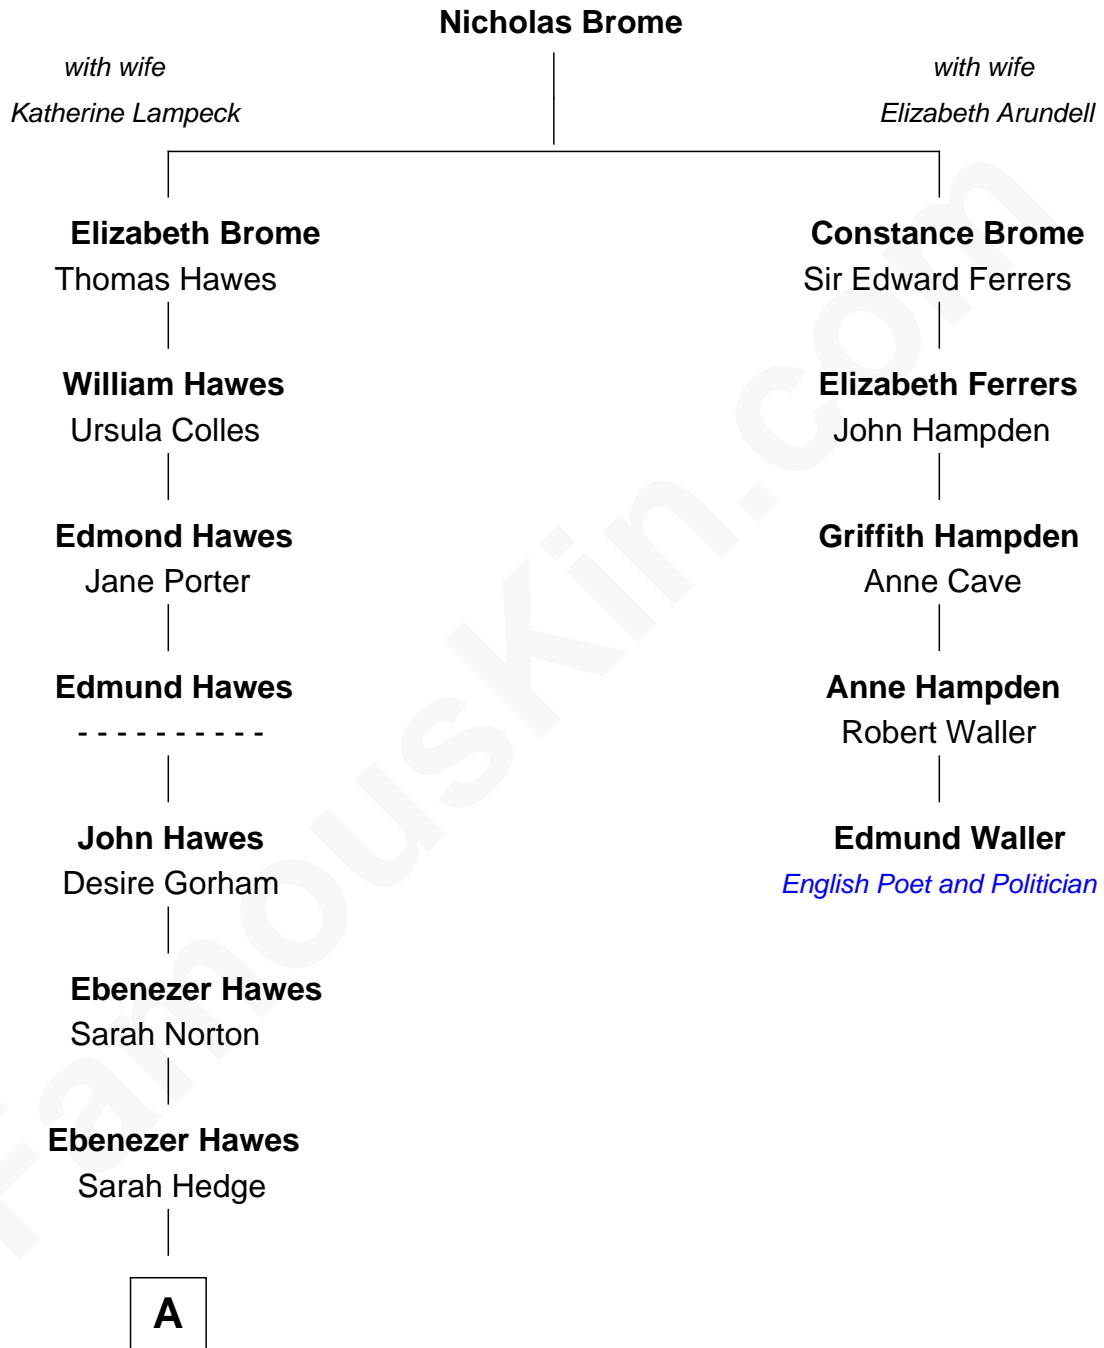 Nicholas Brome
with wife
Katherine Lampeck
with wife
Elizabeth Arundell
Elizabeth Brome
Thomas Hawes
Constance Brome
Sir Edward Ferrers
William Hawes
Ursula Colles
Elizabeth Ferrers
John Hampden
Edmond Hawes
Jane Porter
Griffith Hampden
Anne Cave
Edmund Hawes
- - - - - - - - - -
Anne Hampden
Robert Waller
John Hawes
Desire Gorham
Edmund Waller
English Poet and Politician
Ebenezer Hawes
Sarah Norton
Ebenezer Hawes
Sarah Hedge
A
FamousKin.com